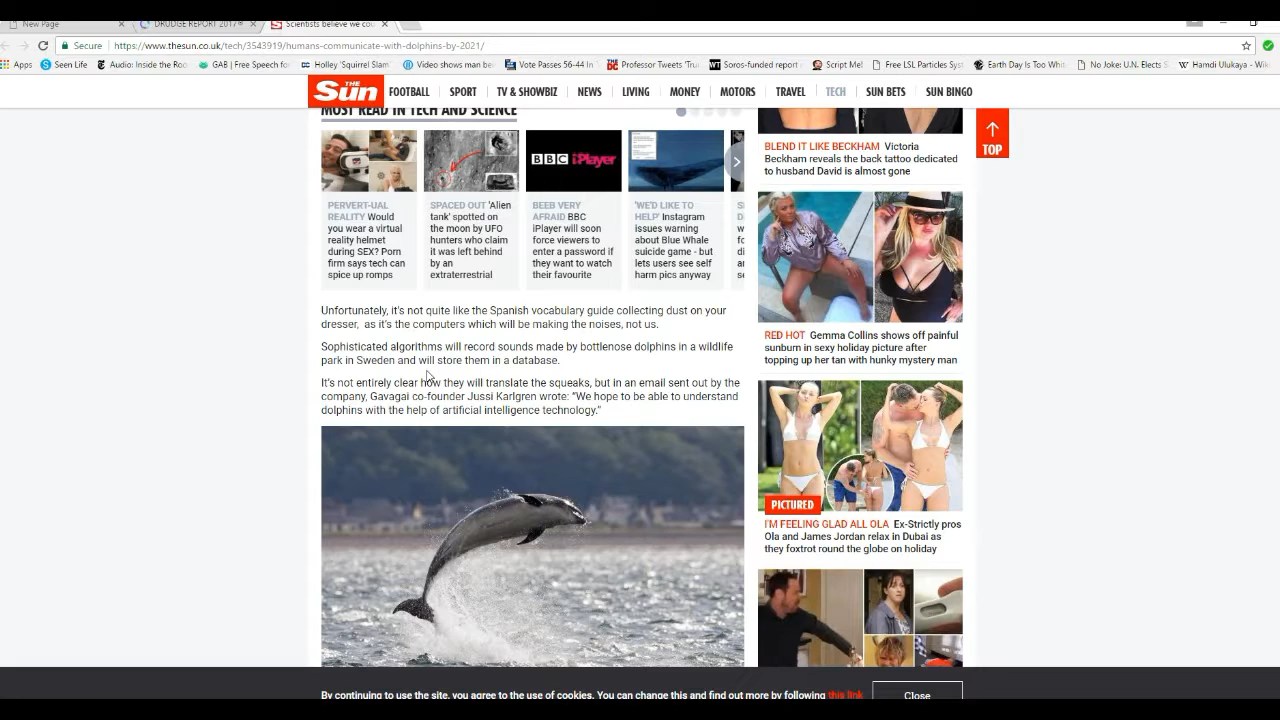 New Page
DRUDGE REPORT 2017®
Scientists believe we cou
Secure
https://www.thesun.co.uk/tech/3543919/humans-communicate-with-dolphins-by-2021/
Apps
Seen Life
Audio: Inside the Ro
GAB | Free Speech fo
Holley 'Squirrel Slam'
Video shows man be
Vote Passes 56-44 In
Professor Tweets 'Tru
Soros-funded report
Script Mel
Free LSL Particles Sys
Earth Day Is Too Whit
No Joke: U.N. Elects S
Hamdi Ulukaya - Wik
THE Sun
FOOTBALL
SPORT
TV & SHOWBIZ
NEWS
LIVING
MONEY
MOTORS
TRAVEL
TECH
SUN BETS
SUN BINGO
MOST READ IN TECH AND SCIENCE
BBC iPlayer
PERVERT-UAL
REALITY Would
you wear a virtual
reality helmet
during SEX? Porn
firm says tech can
spice up romps
SPACED OUT 'Alien
tank' spotted on
the moon by UFO
hunters who claim
it was left behind
by an
extraterrestrial
BEEB VERY
AFRAID BBC
iPlayer will soon
force viewers to
enter a password if
they want to watch
their favourite
'WE'D LIKE TO
HELP' Instagram
issues warning
about Blue Whale
suicide game - but
lets users see self
harm pics anyway
Unfortunately, it's not quite like the Spanish vocabulary guide collecting dust on your
dresser, as it's the computers which will be making the noises, not us.
Sophisticated algorithms will record sounds made by bottlenose dolphins in a wildlife
park in Sweden and will store them in a database.
It's not entirely clear how they will translate the squeaks, but in an email sent out by the
company, Gavagai co-founder Jussi Karlgren wrote: "We hope to be able to understand
dolphins with the help of artificial intelligence technology."
BLEND IT LIKE BECKHAM Victoria
Beckham reveals the back tattoo dedicated
to husband David is almost gone
RED HOT Gemma Collins shows off painful
sunburn in sexy holiday picture after
topping up her tan with hunky mystery man
PICTURED
I'M FEELING GLAD ALL OLA Ex-Strictly pros
Ola and James Jordan relax in Dubai as
they foxtrot round the globe on holiday
TOP
By continuing to use the site, you agree to the use of cookies. You can change this and find out more by following this link
Close